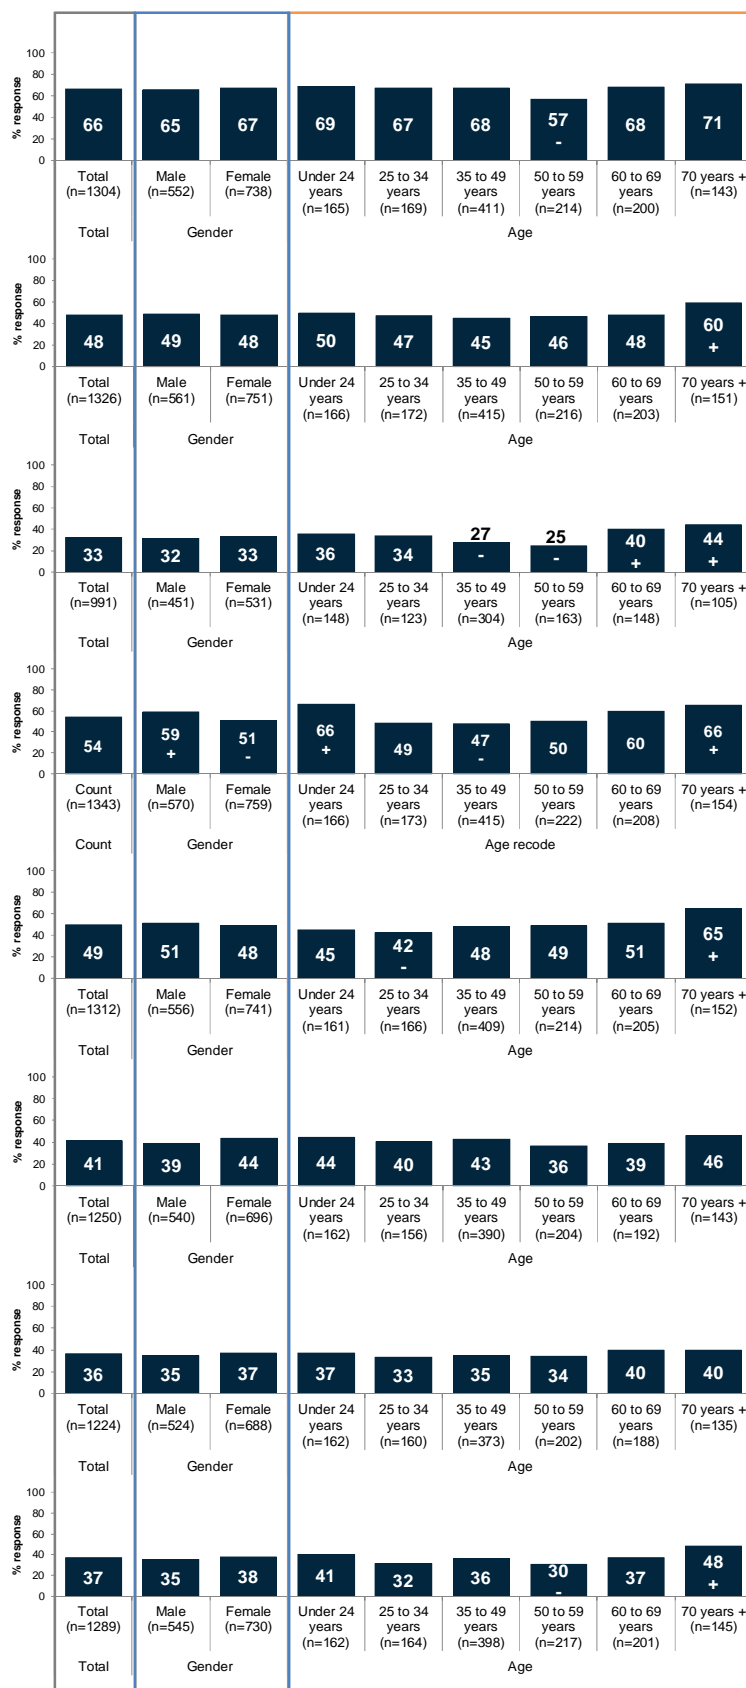 % response
100
80
60
40
20
0
66 65 67 69 67 68 57 68 71
-
Total Male Female Under 24 25 to 34 35 to 49 50 to 59 60 to 69 70 years +
(n=1304) (n=552) (n=738) years years years years years (n=143)
(n=165) (n=169) (n=411) (n=214) (n=200)
Total Gender Age
% response
100
80
60
40
20
0
48 49 48 50 47 45 46 48 60
+
Total Male Female Under 24 25 to 34 35 to 49 50 to 59 60 to 69 70 years +
(n=1326) (n=561) (n=751) years years years years years (n=151)
(n=166) (n=172) (n=415) (n=216) (n=203)
Total Gender Age
% response
100
80
60
40
20
0
33 32 33 36 34 27 25 40 44
- - + +
Total Male Female Under 24 25 to 34 35 to 49 50 to 59 60 to 69 70 years +
(n=991) (n=451) (n=531) years years years years years (n=105)
(n=148) (n=123) (n=304) (n=163) (n=148)
Total Gender Age
% response
100
80
60
40
20
0
54 59 51 66 49 47 50 60 66
+ - + - +
Count Male Female Under 24 25 to 34 35 to 49 50 to 59 60 to 69 70 years +
(n=1343) (n=570) (n=759) years years years years years (n=154)
(n=166) (n=173) (n=415) (n=222) (n=208)
Count Gender Age recode
% response
100
80
60
40
20
0
49 51 48 45 42 48 49 51 65
- +
Total Male Female Under 24 25 to 34 35 to 49 50 to 59 60 to 69 70 years +
(n=1312) (n=556) (n=741) years years years years years (n=152)
(n=161) (n=166) (n=409) (n=214) (n=205)
Total Gender Age
% response
100
80
60
40
20
0
41 39 44 44 40 43 36 39 46
Total Male Female Under 24 25 to 34 35 to 49 50 to 59 60 to 69 70 years +
(n=1250) (n=540) (n=696) years years years years years (n=143)
(n=162) (n=156) (n=390) (n=204) (n=192)
Total Gender Age
% response
100
80
60
40
20
0
36 35 37 37 33 35 34 40 40
Total Male Female Under 24 25 to 34 35 to 49 50 to 59 60 to 69 70 years +
(n=1224) (n=524) (n=688) years years years years years (n=135)
(n=162) (n=160) (n=373) (n=202) (n=188)
Total Gender Age
% response
100
80
60
40
20
0
37 35 38 41 32 36 30 37 48
- +
Total Male Female Under 24 25 to 34 35 to 49 50 to 59 60 to 69 70 years +
(n=1289) (n=545) (n=730) years years years years years (n=145)
(n=162) (n=164) (n=398) (n=217) (n=201)
Total Gender Age